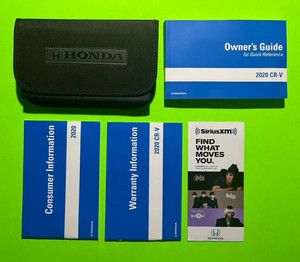 HONDA
Owner's Guide
for Quick Reference
2020 CR-V
Consumer Information
2020
Warranty Information
2020 CR-V
SiriusXM
FIND
WHAT
MOVES
YOU.
HONDA